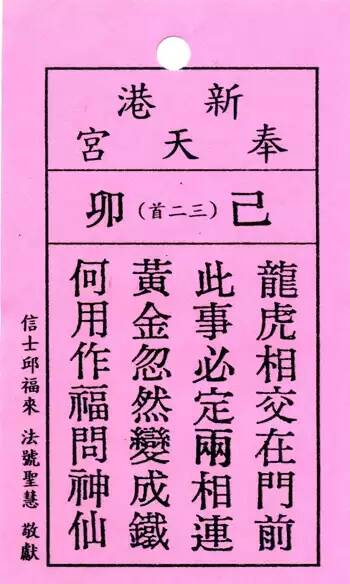 新港
奉天宮
己（三二首）卯
龍虎相交在門前
此事必定兩相連
黃金忽然變成鐵
何用作福問神仙
信士邱福來 法號聖慧 敬獻